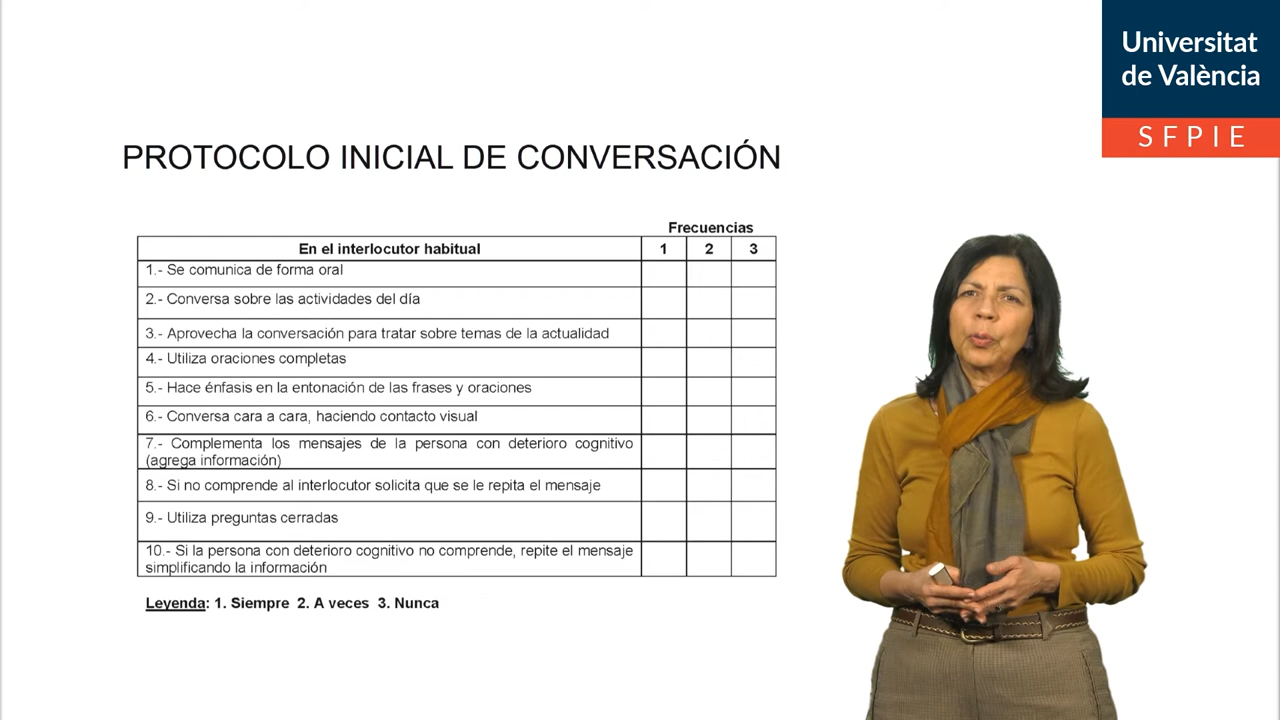 Universitat
de València
SFPIE
PROTOCOLO INICIAL DE CONVERSACIÓN
Frecuencias
En el interlocutor habitual 1 2 3
1.- Se comunica de forma oral
2.- Conversa sobre las actividades del día
3.- Aprovecha la conversación para tratar sobre temas de la actualidad
4.- Utiliza oraciones completas
5.- Hace énfasis en la entonación de las frases y oraciones
6.- Conversa cara a cara, haciendo contacto visual
7.- Complementa los mensajes de la persona con deterioro cognitivo
(agrega información)
8.- Si no comprende al interlocutor solicita que se le repita el mensaje
9.- Utiliza preguntas cerradas
10.- Si la persona con deterioro cognitivo no comprende, repite el mensaje
simplificando la información
Leyenda: 1. Siempre 2. A veces 3. Nunca